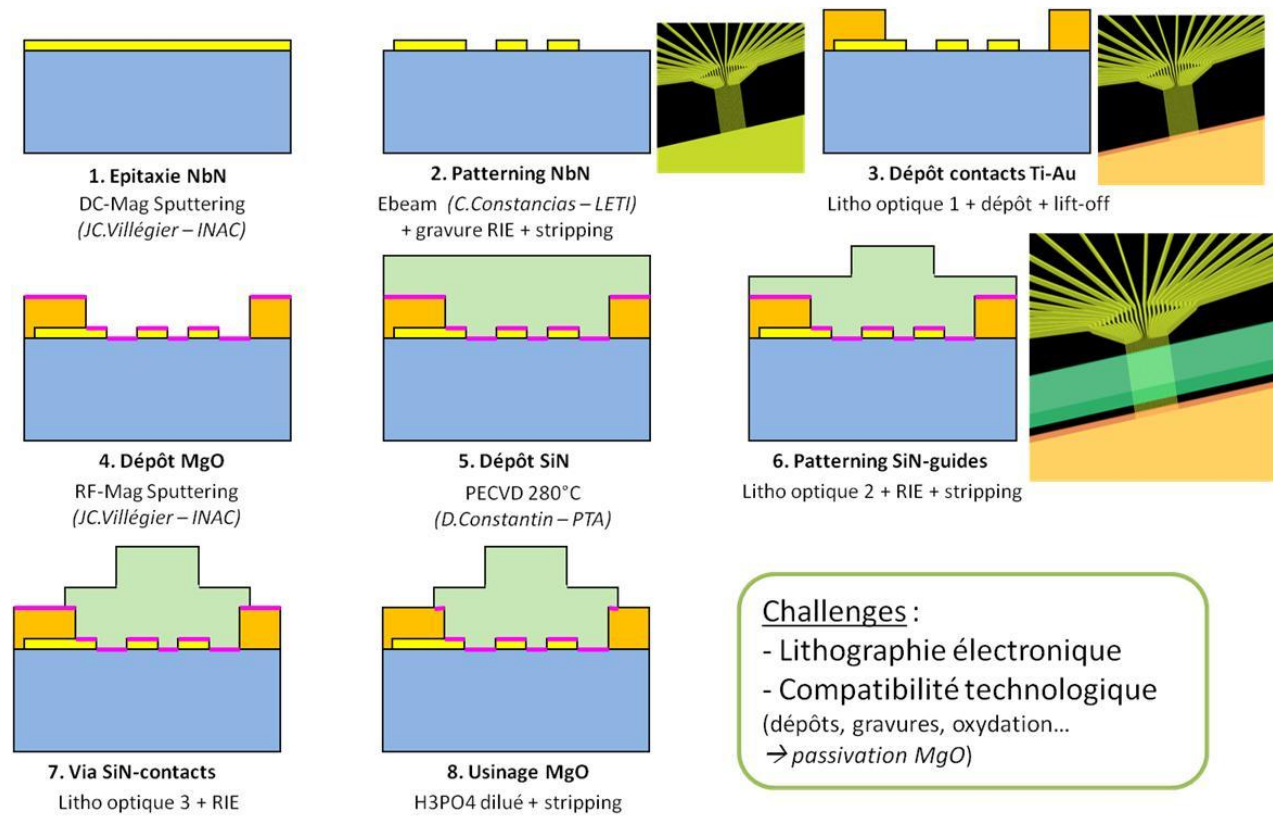 1. Epitaxie NbN
DC-Mag Sputtering
(JC.Villégier – INAC)
2. Patterning NbN
Ebeam (C.Constancias – LETI)
+ gravure RIE + stripping
3. Dépôt contacts Ti-Au
Litho optique 1 + dépôt + lift-off
4. Dépôt MgO
RF-Mag Sputtering
(JC.Villégier – INAC)
5. Dépôt SiN
PECVD 280°C
(D.Constantin – PTA)
6. Patterning SiN-guides
Litho optique 2 + RIE + stripping
7. Via SiN-contacts
Litho optique 3 + RIE
8. Usinage MgO
H3PO4 dilué + stripping
Challenges :
- Lithographie électronique
- Compatibilité technologique
(dépôts, gravures, oxydation...
→ passivation MgO)